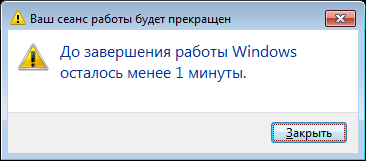 Ваш сеанс работы будет прекращен
До завершения работы Windows
осталось менее 1 минуты.
Закрыть